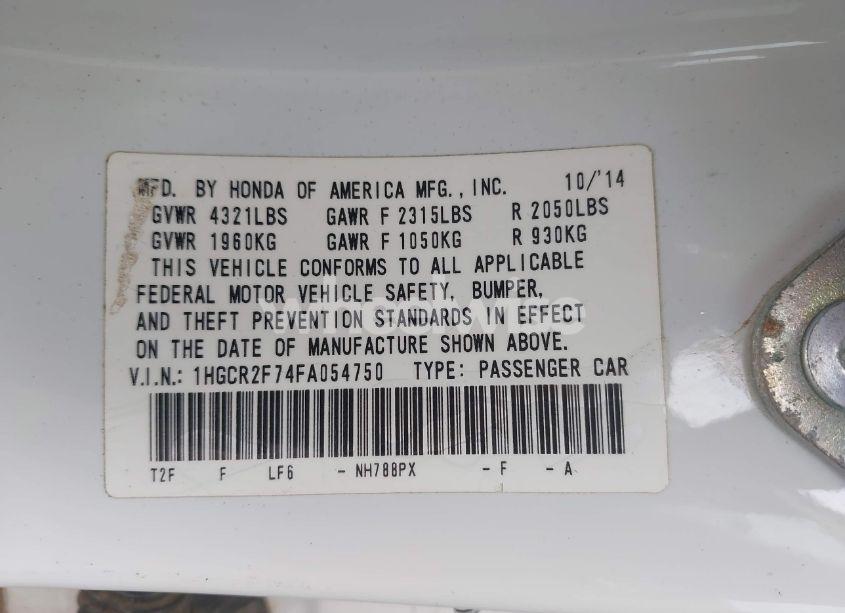 MFD. BY HONDA OF AMERICA MFG., INC. 10/'14
GVWR 4321LBS GAWR F 2315LBS R 2050LBS
GVWR 1960KG GAWR F 1050KG R 930KG
THIS VEHICLE CONFORMS TO ALL APPLICABLE
FEDERAL MOTOR VEHICLE SAFETY, BUMPER,
AND THEFT PREVENTION STANDARDS IN EFFECT
ON THE DATE OF MANUFACTURE SHOWN ABOVE.
V.I.N.: 1HGCR2F74FA054750 TYPE: PASSENGER CAR
T2F F LF6 - NH788PX - F - A